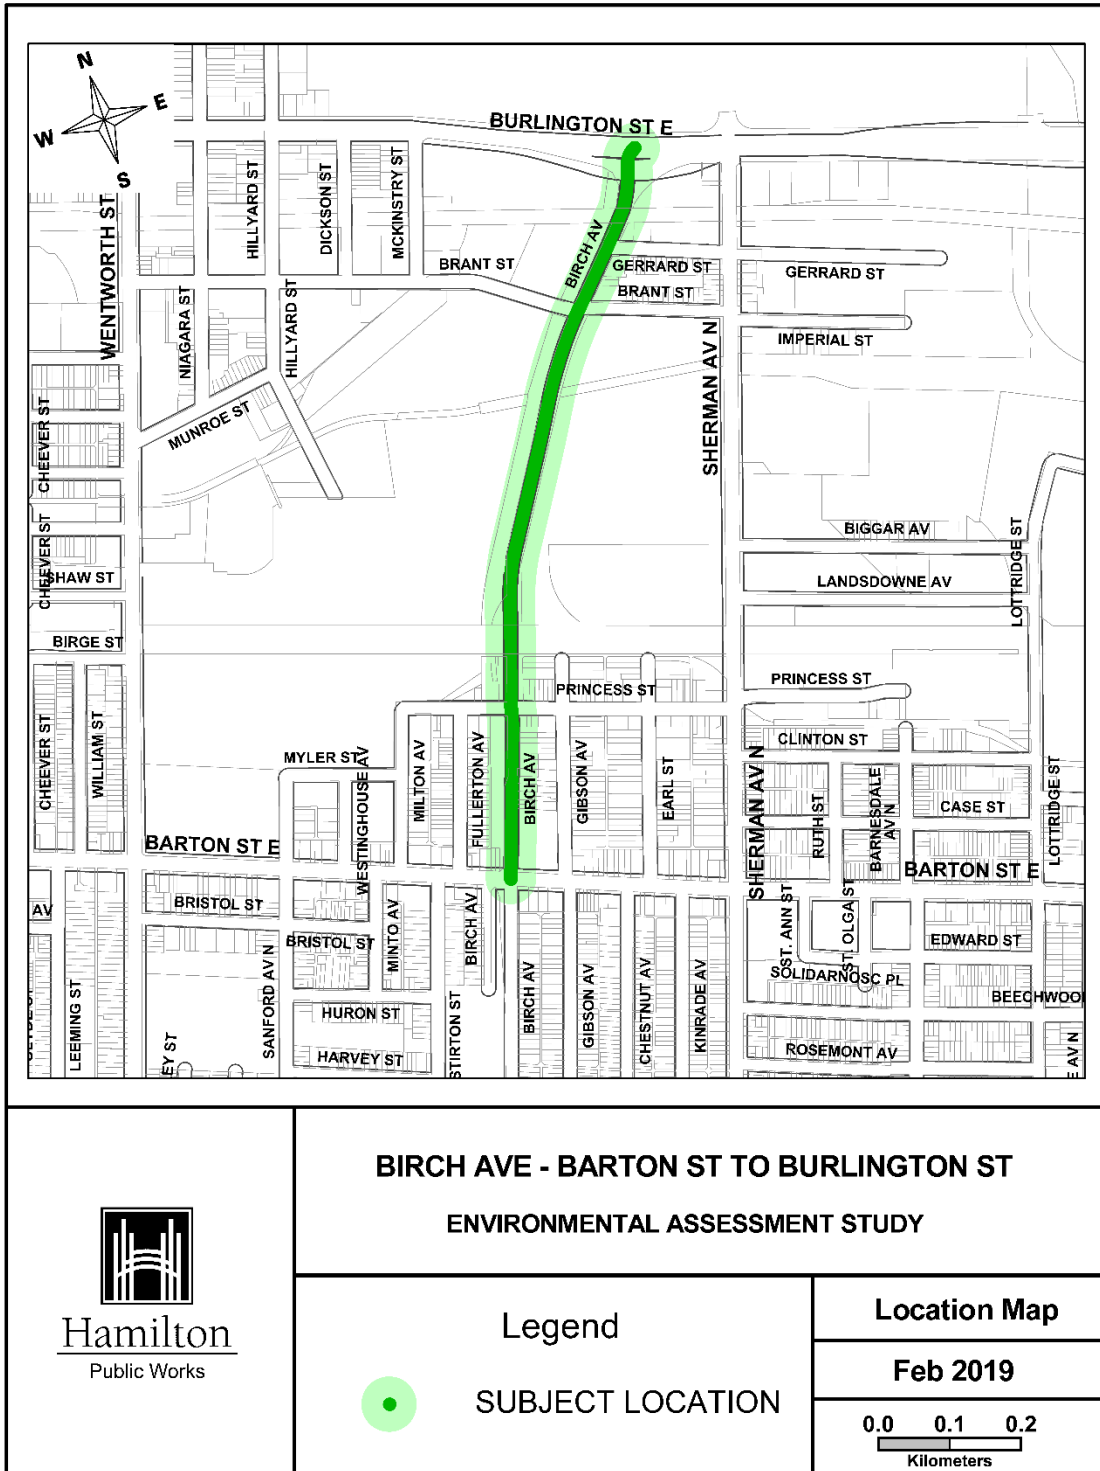 N
E
W
S
BURLINGTON ST E
WENTWORTH ST
HILLYARD ST
DICKSON ST
MCKINSTRY ST
BRANT ST
BIRCH AV
GERRARD ST
BRANT ST
GERRARD ST
IMPERIAL ST
NIAGARA ST
HILLYARD ST
MUNROE ST
SHERMAN AV N
CHEEVER ST
CHEEVER ST
SHAW ST
BIRGE ST
BIGGAR AV
LANDSDOWNE AV
LOTTRIDGE ST
PRINCESS ST
PRINCESS ST
CLINTON ST
CHEEVER ST
WILLIAM ST
MYLER ST
WESTINGHOUSE AV
MILTON AV
FULLERTON AV
BIRCH AV
GIBSON AV
EARL ST
SHERMAN AV N
RUTH ST
BARNESDALE
AV N
CASE ST
LOTTRIDGE ST
BARTON ST E
BARTON ST E
AV
BRISTOL ST
BRISTOL ST
MINTO AV
BIRCH AV
ST. ANN ST
ST. OLGA ST
EDWARD ST
SOLIDARNOSC PL
BEECHWOO
LEEMING ST
SANFORD AV N
HURON ST
HARVEY ST
EY ST
STIRTON ST
BIRCH AV
GIBSON AV
CHESTNUT AV
KINRADE AV
ROSEMONT AV
E AV N
BIRCH AVE - BARTON ST TO BURLINGTON ST
ENVIRONMENTAL ASSESSMENT STUDY
Hamilton
Public Works
Legend
SUBJECT LOCATION
Location Map
Feb 2019
0.0 0.1 0.2
Kilometers